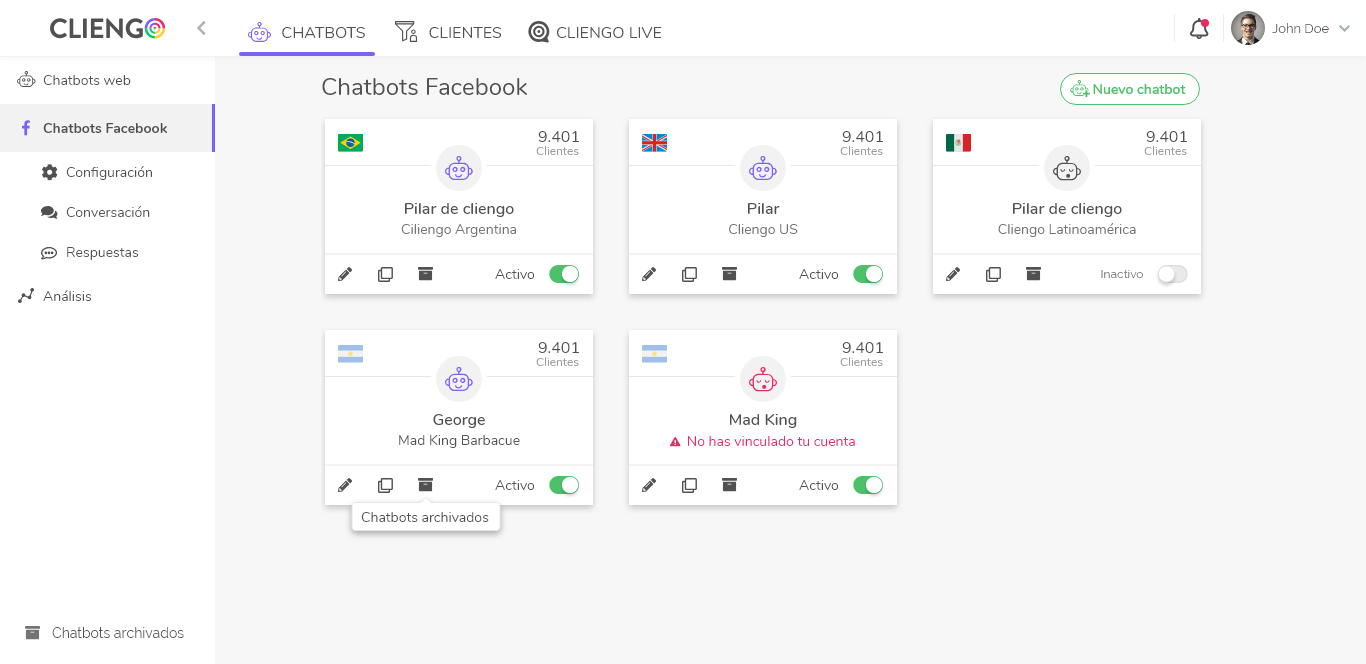 CLIENGO
CHATBOTS
CLIENTES
CLIENGO LIVE
John Doe
Chatbots web
Chatbots Facebook
Configuración
Conversación
Respuestas
Análisis
Chatbots archivados
Chatbots Facebook
Nuevo chatbot
9.401
Clientes
Pilar de cliengo
Ciliengo Argentina
Activo
9.401
Clientes
Pilar
Cliengo US
Activo
9.401
Clientes
Pilar de cliengo
Cliengo Latinoamérica
Inactivo
9.401
Clientes
George
Mad King Barbacue
Activo
Chatbots archivados
9.401
Clientes
Mad King
No has vinculado tu cuenta
Activo